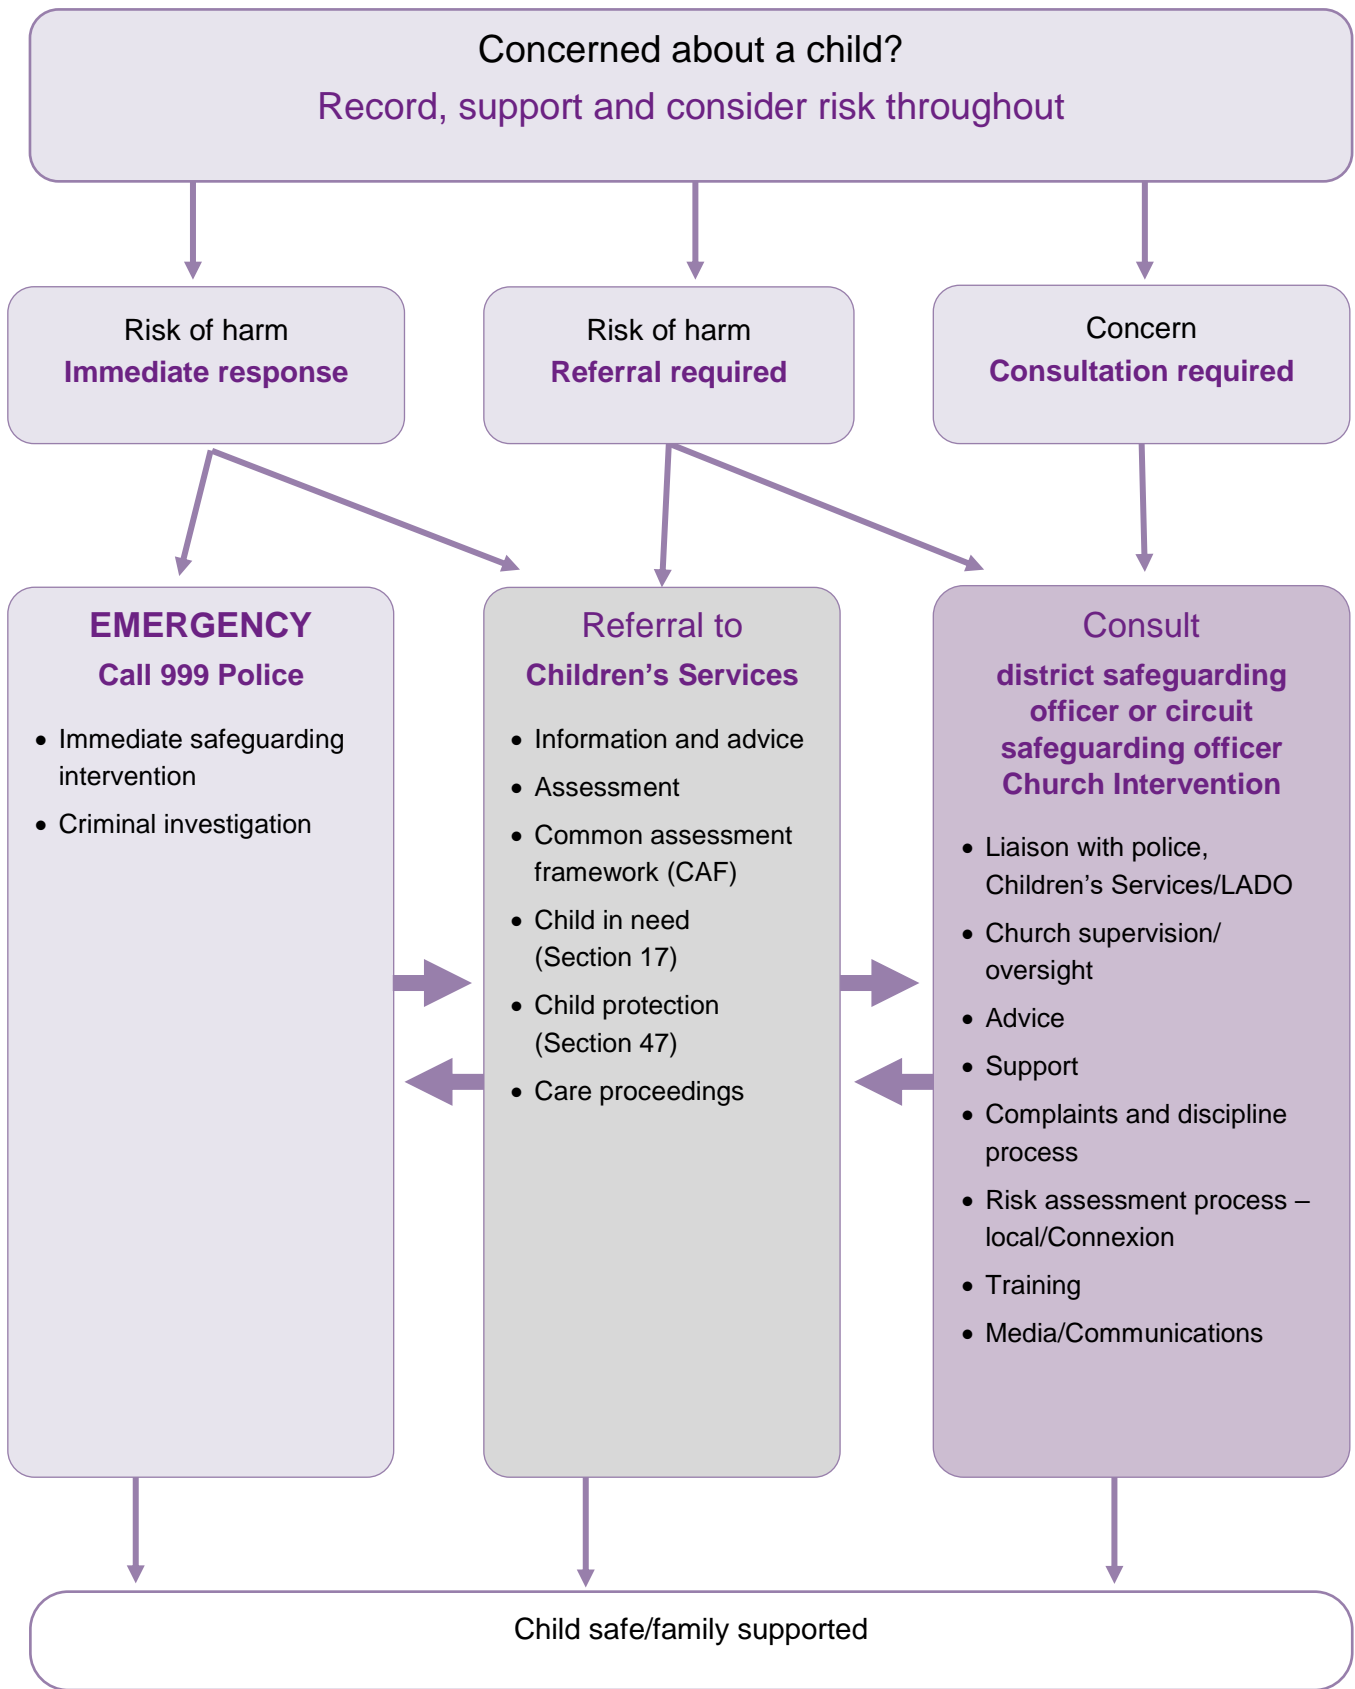 Concerned about a child?
Record, support and consider risk throughout
Risk of harm
Immediate response
Risk of harm
Referral required
Concern
Consultation required
EMERGENCY
Call 999 Police
• Immediate safeguarding
intervention
• Criminal investigation
Referral to
Children’s Services
• Information and advice
• Assessment
• Common assessment
framework (CAF)
• Child in need
(Section 17)
• Child protection
(Section 47)
• Care proceedings
Consult
district safeguarding
officer or circuit
safeguarding officer
Church Intervention
• Liaison with police,
Children’s Services/LADO
• Church supervision/
oversight
• Advice
• Support
• Complaints and discipline
process
• Risk assessment process –
local/Connexion
• Training
• Media/Communications
Child safe/family supported